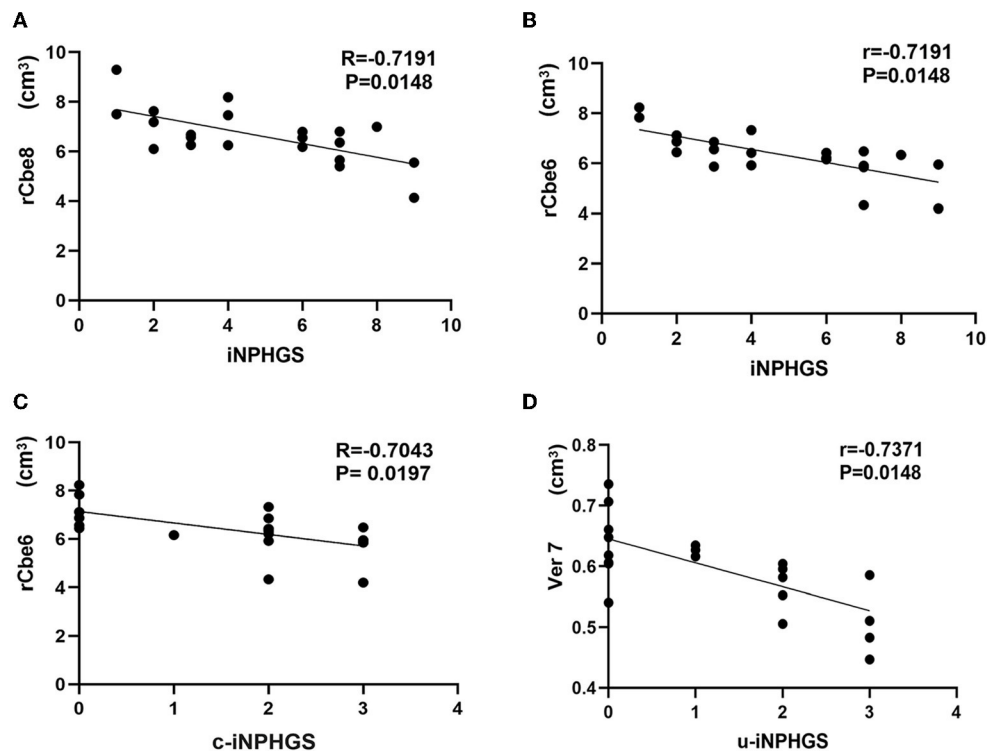 A
R=-0.7191
P=0.0148
rCbe8 (cm³)
10
8
6
4
2
0
0 2 4 6 8 10
iNPHGS
B
r=-0.7191
P=0.0148
rCbe6 (cm³)
10
8
6
4
2
0
0 2 4 6 8 10
iNPHGS
C
R=-0.7043
P= 0.0197
rCbe6 (cm³)
10
8
6
4
2
0
0 1 2 3 4
c-iNPHGS
D
r=-0.7371
P=0.0148
Ver 7 (cm³)
0.8
0.7
0.6
0.5
0.4
0 1 2 3 4
u-iNPHGS